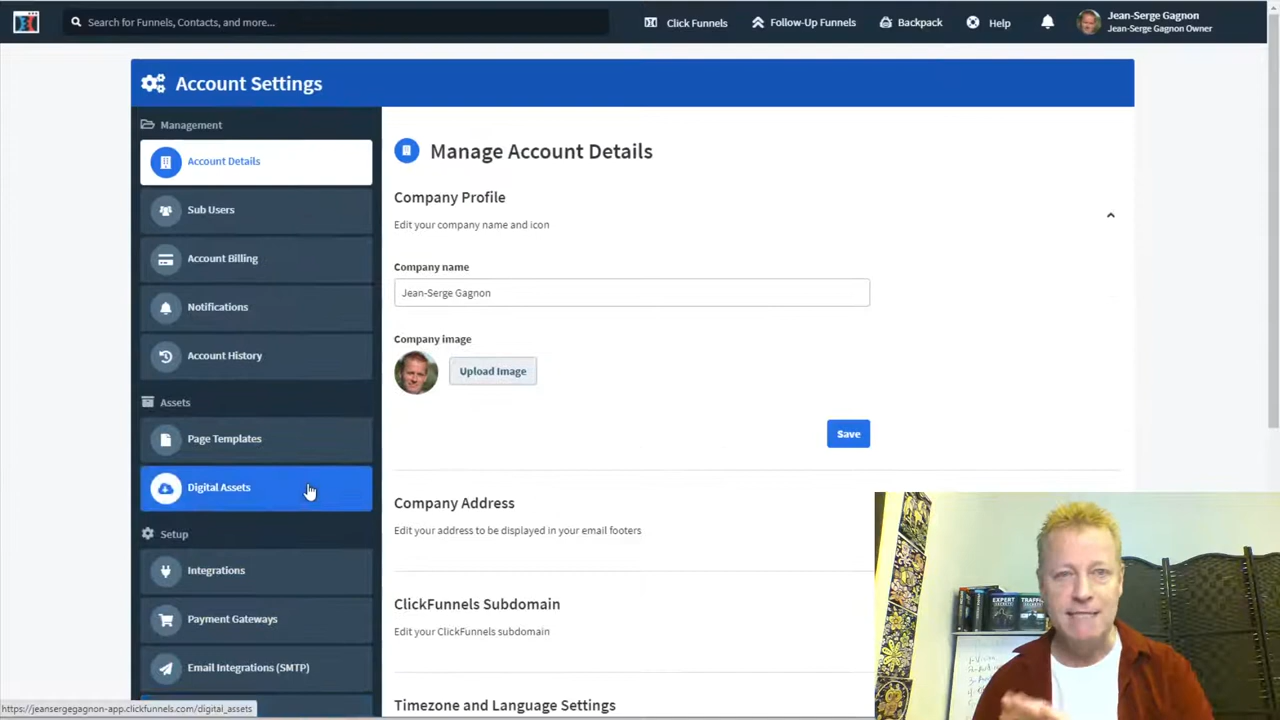 Search for Funnels, Contacts, and more...
Click Funnels
Follow-Up Funnels
Backpack
Help
Jean-Serge Gagnon
Jean-Serge Gagnon Owner
Account Settings
Management
Account Details
Sub Users
Account Billing
Notifications
Account History
Assets
Page Templates
Digital Assets
Setup
Integrations
Payment Gateways
Email Integrations (SMTP)
Manage Account Details
Company Profile
Edit your company name and icon
Company name
Jean-Serge Gagnon
Company image
Upload Image
Save
Company Address
Edit your address to be displayed in your email footers
ClickFunnels Subdomain
Edit your ClickFunnels subdomain
Timezone and Language Settings
EXPERT
SECRETS
https://jeansergegagnon-app.clickfunnels.com/digital_assets